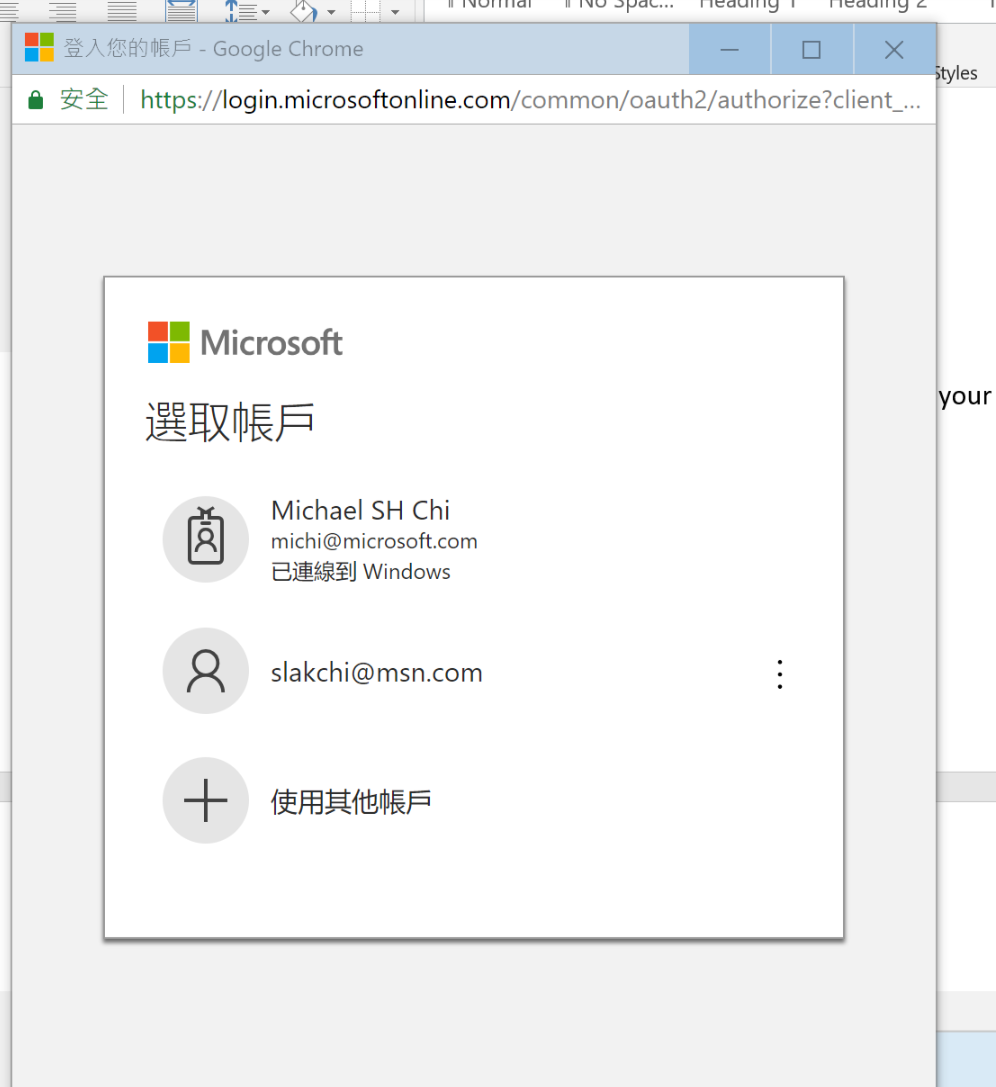 Normal No Spac... Heading 1 Heading 2
登入您的帳戶 - Google Chrome
Styles
安全 https://login.microsoftonline.com/common/oauth2/authorize?client_...
Microsoft
your
選取帳戶
Michael SH Chi
michi@microsoft.com
已連線到 Windows
slakchi@msn.com
使用其他帳戶